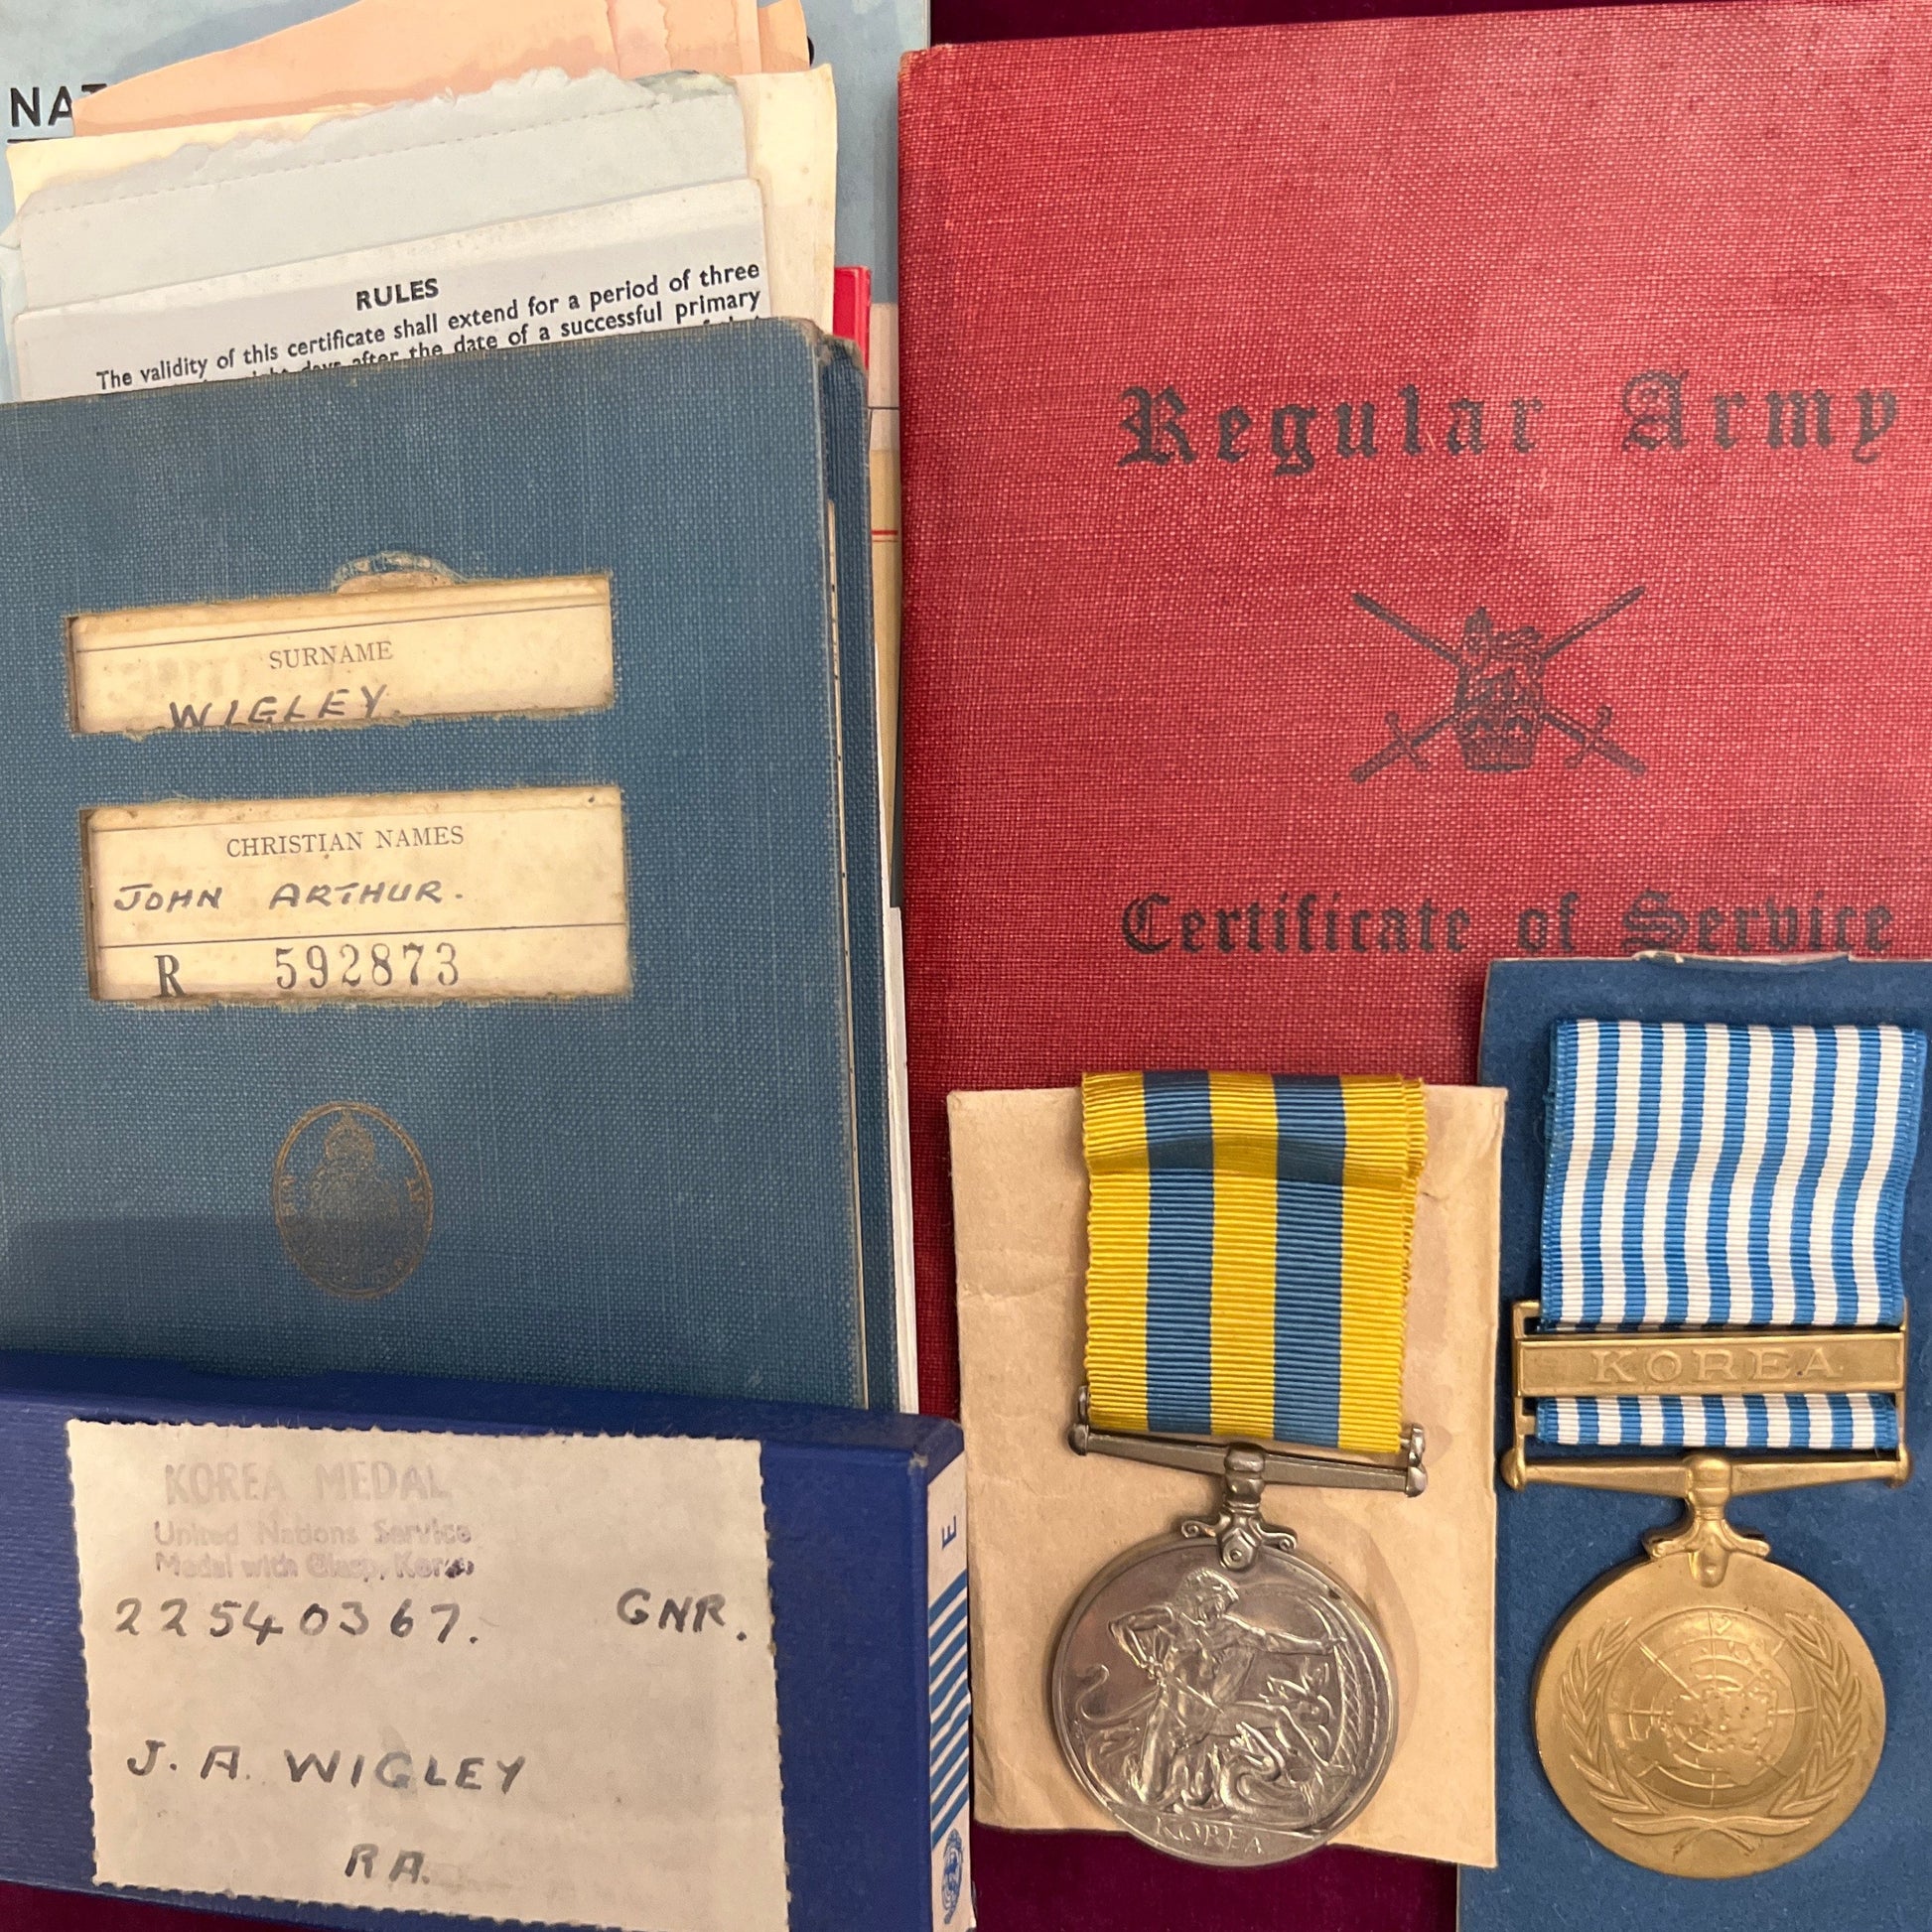 NAT
RULES
The validity of this certificate shall extend for a period of three
days after the date of a successful primary
SURNAME
WIGLEY.
CHRISTIAN NAMES
JOHN ARTHUR.
R 592873
Regular Army
Certificate of Service
KOREA MEDAL
United Nations Service
Medal with Clasp, Korea
22540367. GNR.
J. A. WIGLEY
RA.
E
KOREA
KOREA